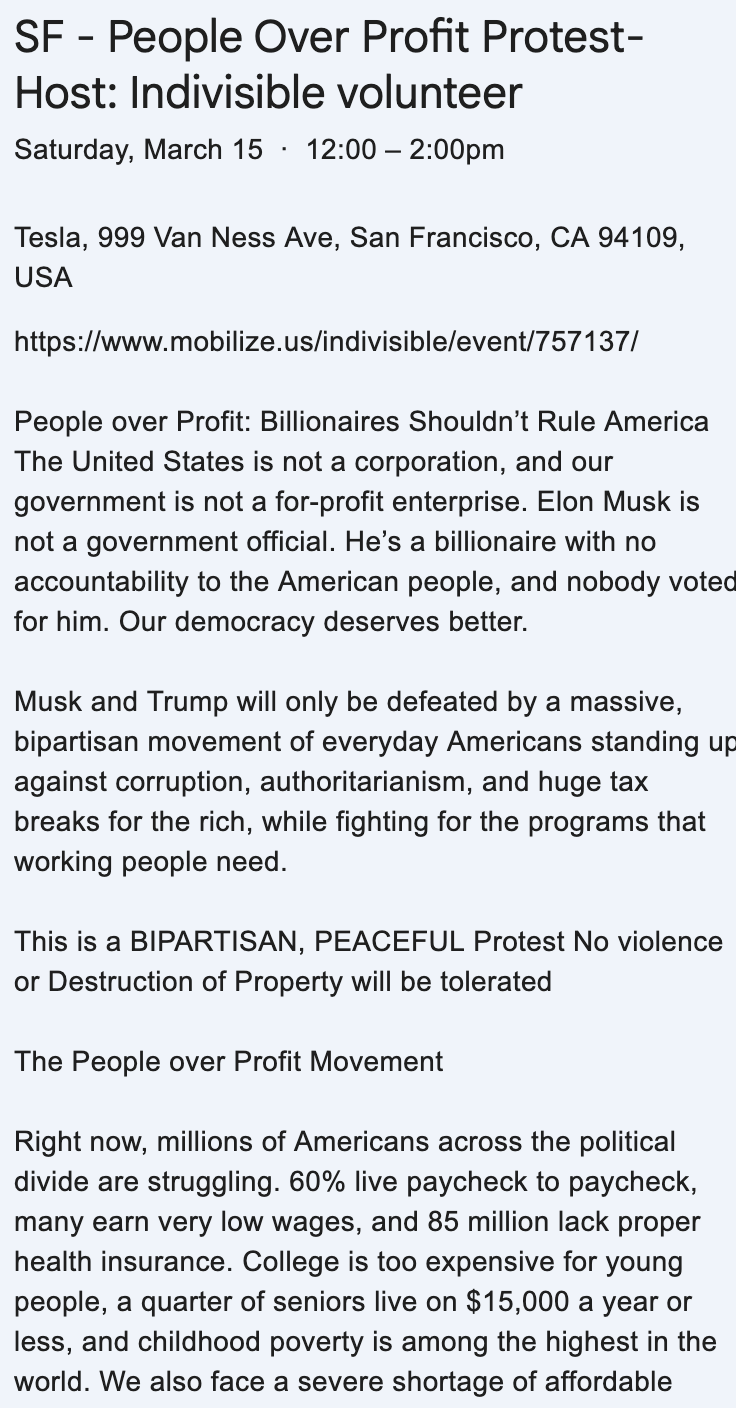 SF - People Over Profit Protest-
Host: Indivisible volunteer
Saturday, March 15 · 12:00 – 2:00pm
Tesla, 999 Van Ness Ave, San Francisco, CA 94109,
USA
https://www.mobilize.us/indivisible/event/757137/
People over Profit: Billionaires Shouldn’t Rule America
The United States is not a corporation, and our
government is not a for-profit enterprise. Elon Musk is
not a government official. He’s a billionaire with no
accountability to the American people, and nobody voted
for him. Our democracy deserves better.
Musk and Trump will only be defeated by a massive,
bipartisan movement of everyday Americans standing up
against corruption, authoritarianism, and huge tax
breaks for the rich, while fighting for the programs that
working people need.
This is a BIPARTISAN, PEACEFUL Protest No violence
or Destruction of Property will be tolerated
The People over Profit Movement
Right now, millions of Americans across the political
divide are struggling. 60% live paycheck to paycheck,
many earn very low wages, and 85 million lack proper
health insurance. College is too expensive for young
people, a quarter of seniors live on $15,000 a year or
less, and childhood poverty is among the highest in the
world. We also face a severe shortage of affordable